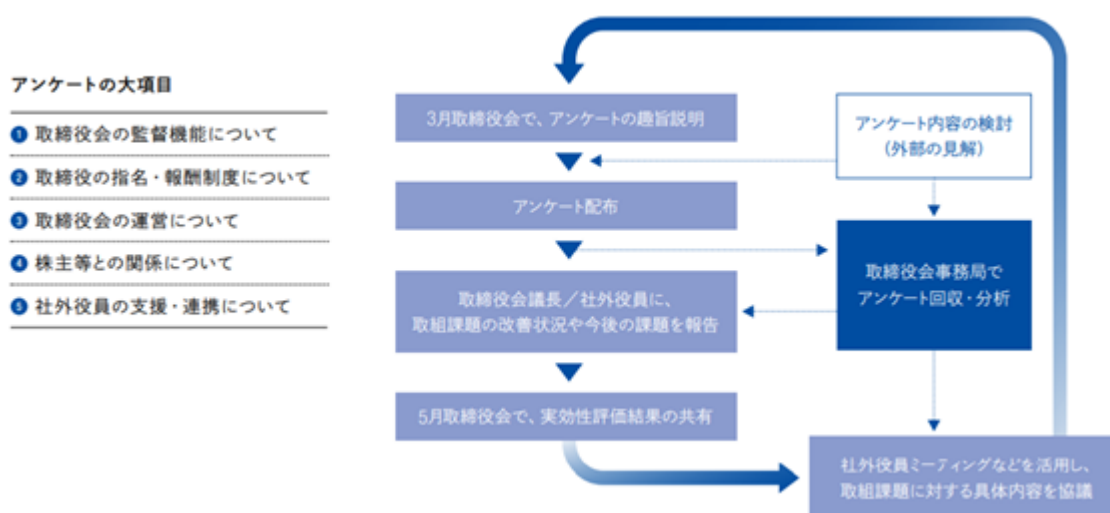 アンケートの大項目
❶ 取締役会の監督機能について
❷ 取締役の指名・報酬制度について
❸ 取締役会の運営について
❹ 株主等との関係について
❺ 社外役員の支援・連携について
3月取締役会で、アンケートの趣旨説明
アンケート内容の検討
(外部の見解)
アンケート配布
取締役会事務局で
アンケート回収・分析
取締役会議長／社外役員に、
取組課題の改善状況や今後の課題を報告
5月取締役会で、実効性評価結果の共有
社外役員ミーティングなどを活用し、
取組課題に対する具体内容を協議